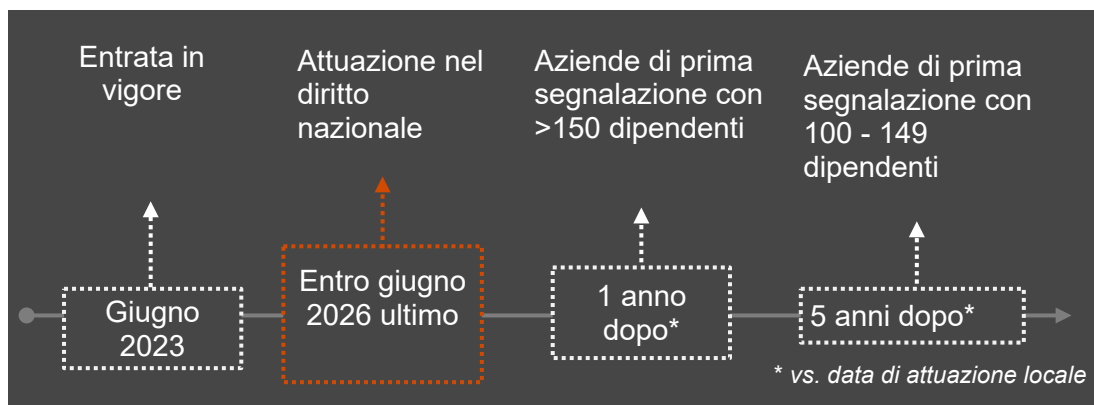 Entrata in
vigore
Attuazione nel
diritto
nazionale
Aziende di prima
segnalazione con
>150 dipendenti
Aziende di prima
segnalazione con
100 - 149
dipendenti
Giugno
2023
Entro giugno
2026 ultimo
1 anno
dopo*
5 anni dopo*
* vs. data di attuazione locale